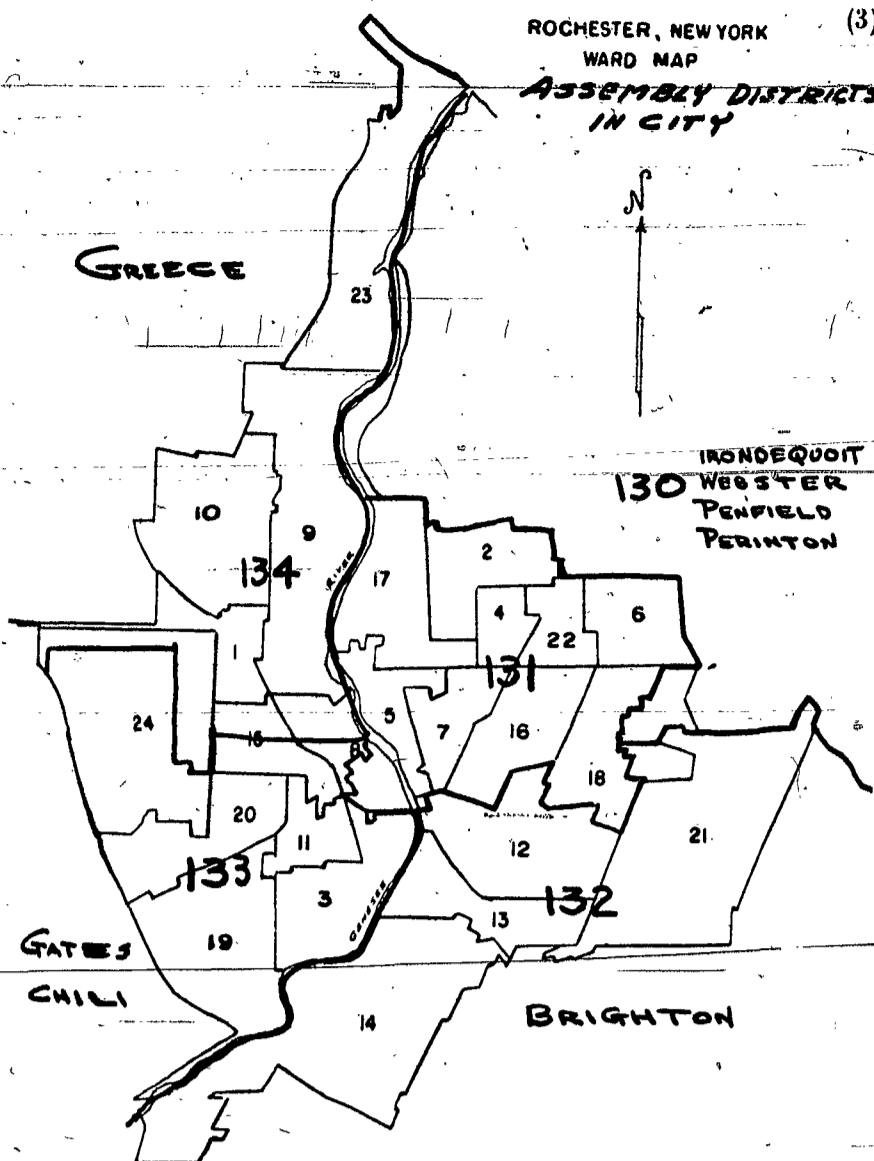 (3)
ROCHESTER, NEW YORK
WARD MAP
ASSEMBLY DISTRICTS
IN CITY
N
GREECE
23
IRONDEQUOIT
130 WEBSTER
PENFIELD
PERINTON
10
9
134
RIVER
17
2
4
22
6
1
131
24
15
5
7
16
8
18
20
11
12
21
133
3
GENESEE
132
13
19
GATES
CHILI
14
BRIGHTON